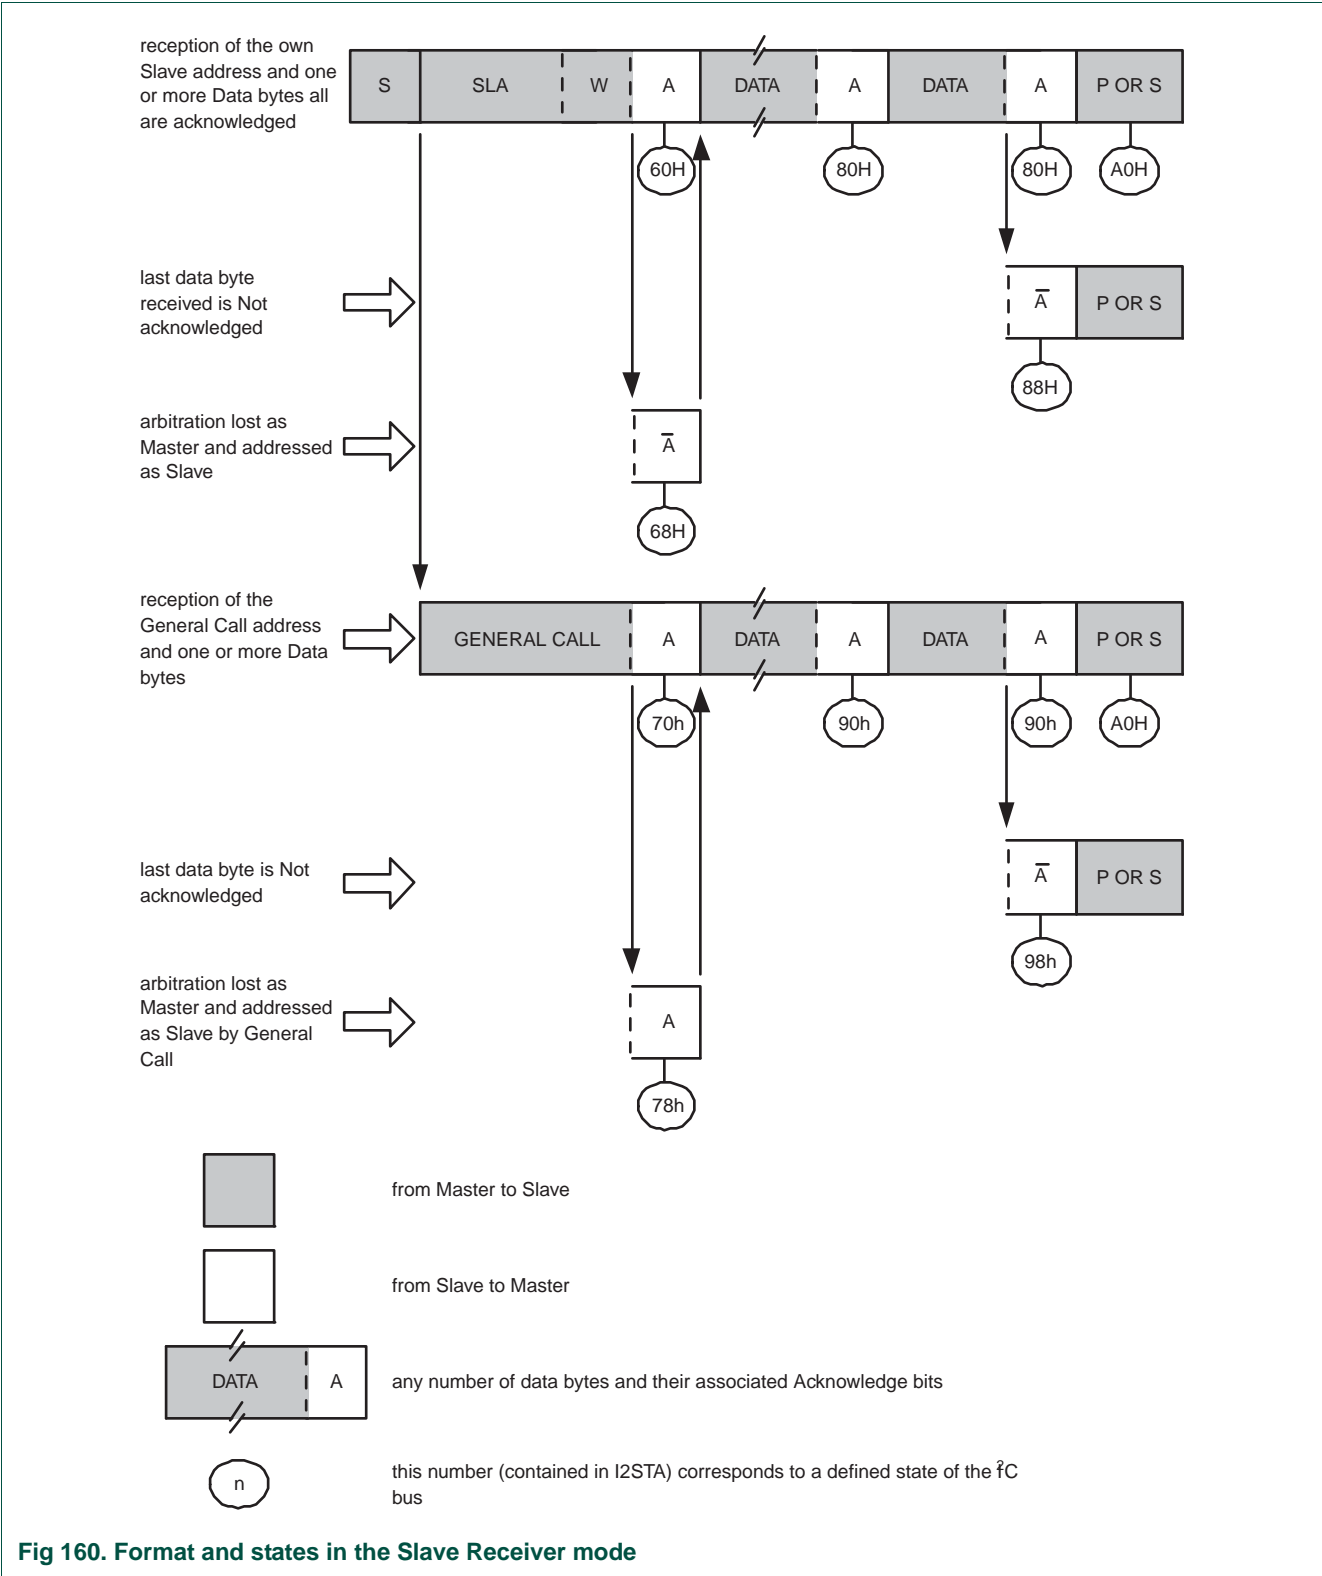 reception of the own
Slave address and one
or more Data bytes all
are acknowledged
S SLA W A DATA A DATA A P OR S
60H 80H 80H A0H
last data byte
received is Not
acknowledged
A̅ P OR S
88H
arbitration lost as
Master and addressed
as Slave
A̅
68H
reception of the
General Call address
and one or more Data
bytes
GENERAL CALL A DATA A DATA A P OR S
70h 90h 90h A0H
last data byte is Not
acknowledged
A̅ P OR S
98h
arbitration lost as
Master and addressed
as Slave by General
Call
A
78h
from Master to Slave
from Slave to Master
DATA A any number of data bytes and their associated Acknowledge bits
n this number (contained in I2STA) corresponds to a defined state of the I²C
bus
Fig 160. Format and states in the Slave Receiver mode